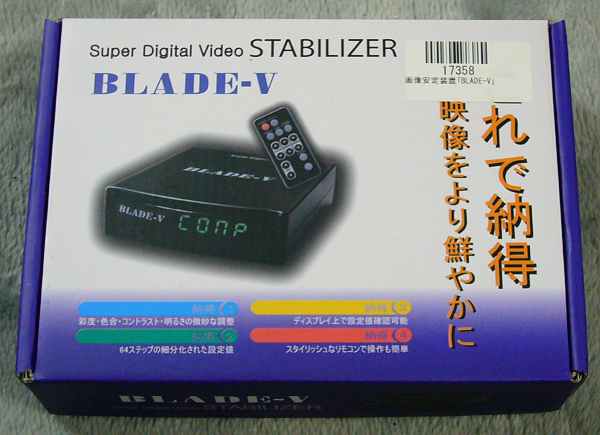 Super Digital Video STABILIZER
BLADE-V
17358
画像安定装置「BLADE-V」
れで納得
映像をより鮮やかに
BLADE-V
BLADE-V
COMP
彩度・色合・コントラスト・明るさの微妙な調整
ディスプレイ上で設定値確認可能
64ステップの細分化された設定値
スタイリッシュなリモコンで操作も簡単
BLADE-V
STABILIZER